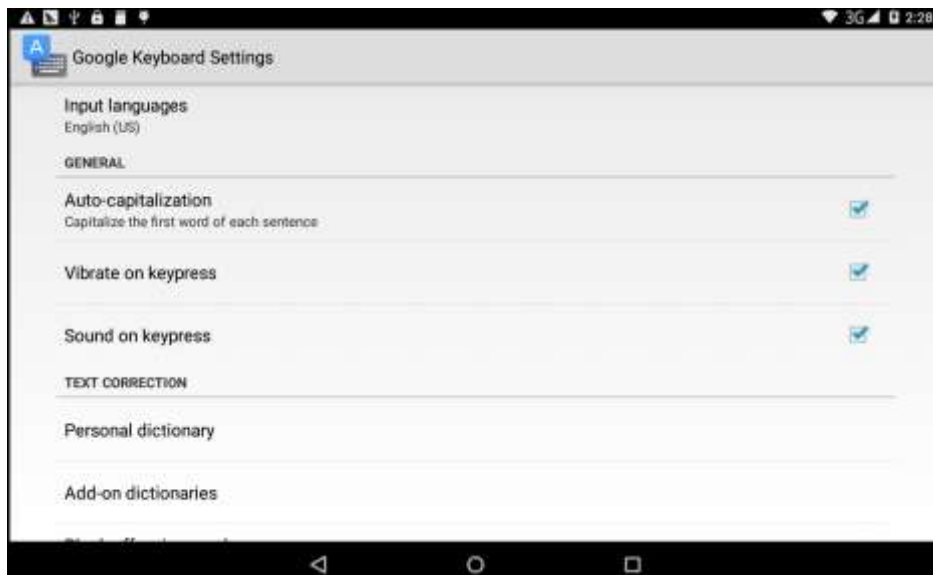 3G 2:28
A
Google Keyboard Settings
Input languages
English (US)
GENERAL
Auto-capitalization
Capitalize the first word of each sentence
Vibrate on keypress
Sound on keypress
TEXT CORRECTION
Personal dictionary
Add-on dictionaries